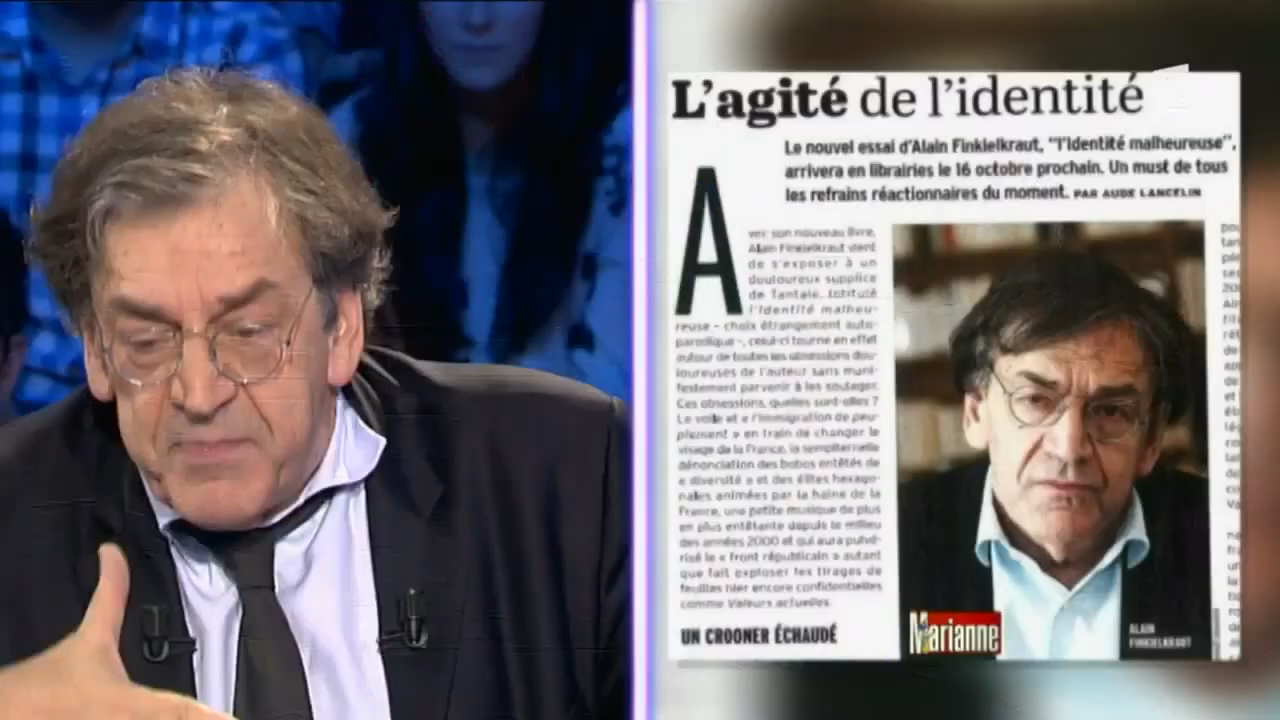 L'agité de l'identité
Le nouvel essai d'Alain Finkielkraut, "l'Identité malheureuse",
arrivera en librairies le 16 octobre prochain. Un must de tous
les refrains réactionnaires du moment. PAR AUDE LANCELIN
A
vec son nouveau livre,
Alain Finkielkraut vient
de s'exposer à un
douloureux supplice
de Tantale. Intitulé
l'Identité malheu-
reuse - choix étrangement auto-
parodique -, celui-ci tourne en effet
autour de toutes les obsessions dou-
loureuses de l'auteur sans mani-
festement parvenir à les soulager.
Ces obsessions, quelles sont-elles ?
Le voile et « l'immigration de peu-
plement » en train de changer le
visage de la France, la sempiternelle
dénonciation des bobos entêtés de
« diversité » et des élites hexago-
nales animées par la haine de la
France, une petite musique de plus
en plus entêtante depuis le milieu
des années 2000 et qui aura pulvé-
risé le « front républicain » autant
que fait exploser les tirages de
feuilles hier encore confidentielles
comme Valeurs actuelles.
UN CROONER ÉCHAUDÉ
Marianne
ALAIN
FINKIELKRAUT